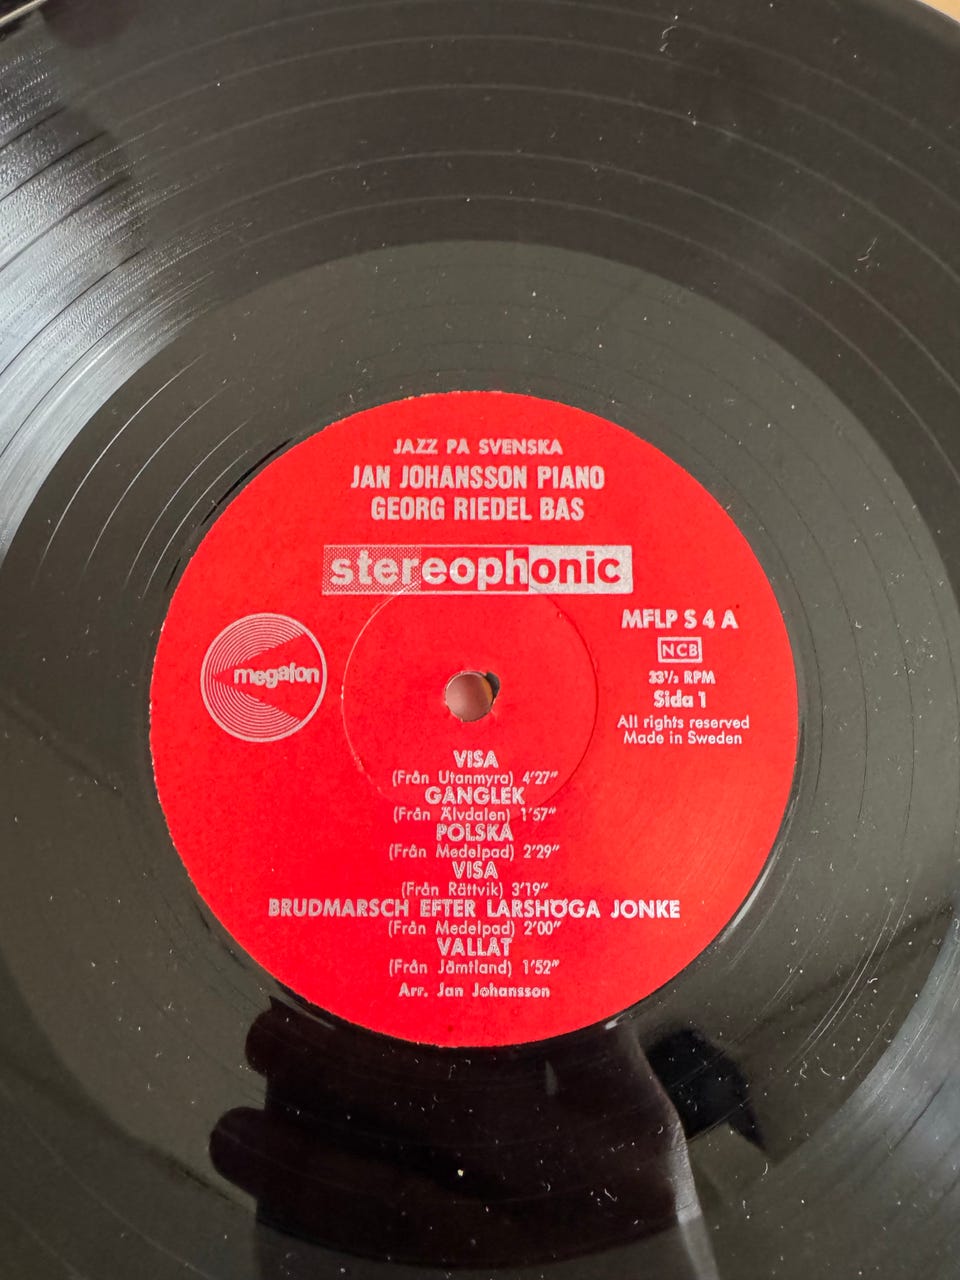 JAZZ PA SVENSKA
JAN JOHANSSON PIANO
GEORG RIEDEL BAS
stereophonic
megafon
MFLP S 4 A
NCB
33⅓ RPM
Sida 1
All rights reserved
Made in Sweden
VISA
(Från Utanmyra) 4'27"
GÅNGLEK
(Från Älvdalen) 1'57"
POLSKA
(Från Medelpad) 2'29"
VISA
(Från Rättvik) 3'19"
BRUDMARSCH EFTER LARSHÖGA JONKE
(Från Medelpad) 2'00"
VALLÅT
(Från Jämtland) 1'52"
Arr. Jan Johansson